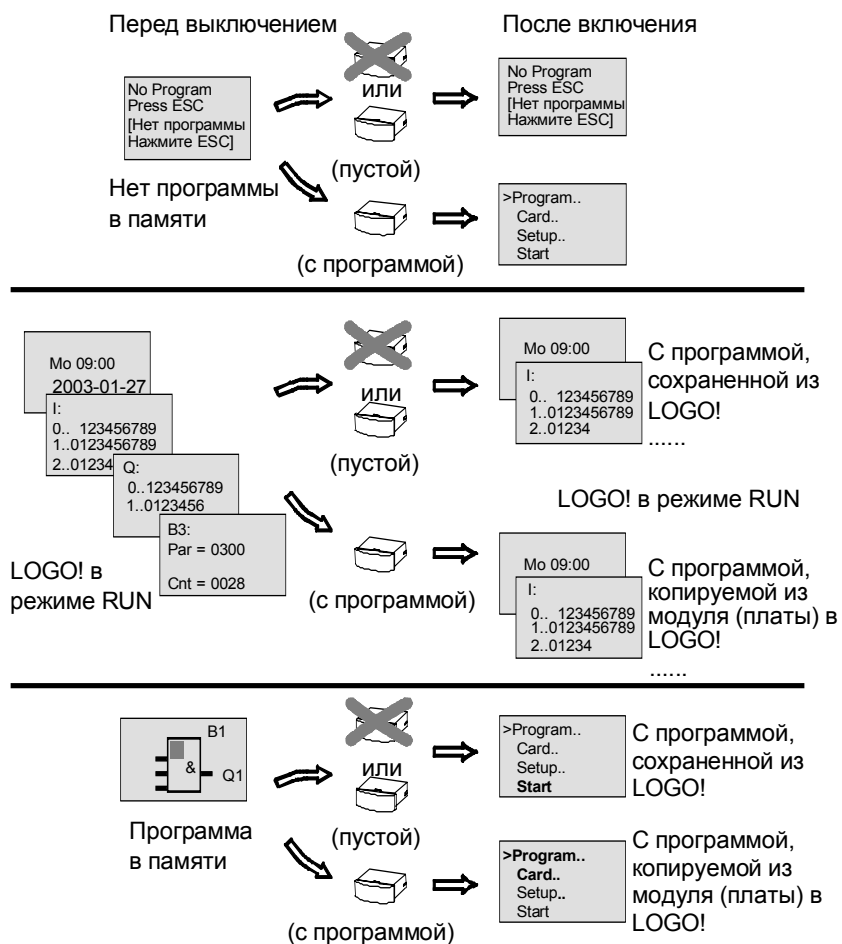 Перед выключением
После включения
No Program
Press ESC
[Нет программы
Нажмите ESC]
или
(пустой)
No Program
Press ESC
[Нет программы
Нажмите ESC]
Нет программы
в памяти
(с программой)
>Program..
Card..
Setup..
Start
Mo 09:00
2003-01-27
I:
0.. 123456789
1..0123456789
2..01234
Q:
0..123456789
1..0123456
B3:
Par = 0300
Cnt = 0028
LOGO! в
режиме RUN
или
(пустой)
Mo 09:00
I:
0.. 123456789
1..0123456789
2..01234
С программой,
сохраненной из
LOGO!
......
LOGO! в режиме RUN
(с программой)
Mo 09:00
I:
0.. 123456789
1..0123456789
2..01234
С программой,
копируемой из
модуля (платы) в
LOGO!
......
B1
&
Q1
Программа
в памяти
или
(пустой)
>Program..
Card..
Setup..
Start
С программой,
сохраненной из
LOGO!
(с программой)
>Program..
Card..
Setup..
Start
С программой,
копируемой из
модуля (платы) в
LOGO!